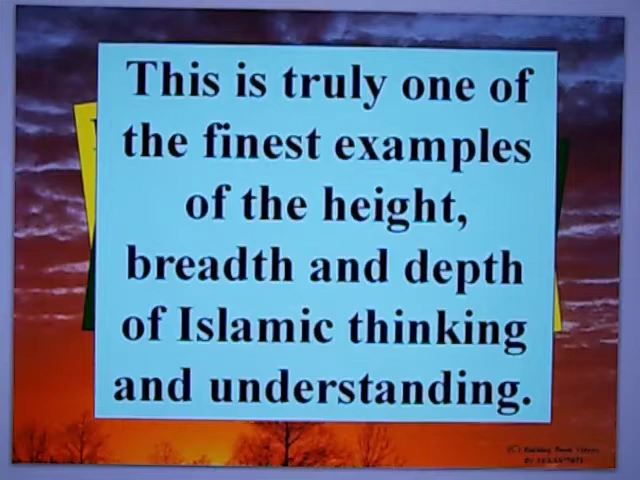 This is truly one of
the finest examples
of the height,
breadth and depth
of Islamic thinking
and understanding.